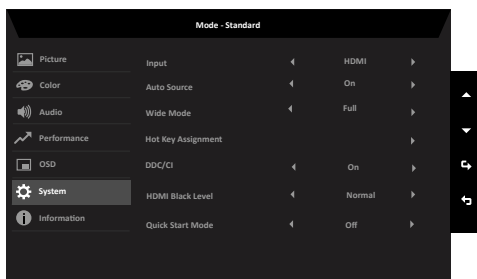 Mode - Standard
Picture
Color
Audio
Performance
OSD
System
Information
Input HDMI
Auto Source On
Wide Mode Full
Hot Key Assignment
DDC/CI On
HDMI Black Level Normal
Quick Start Mode Off